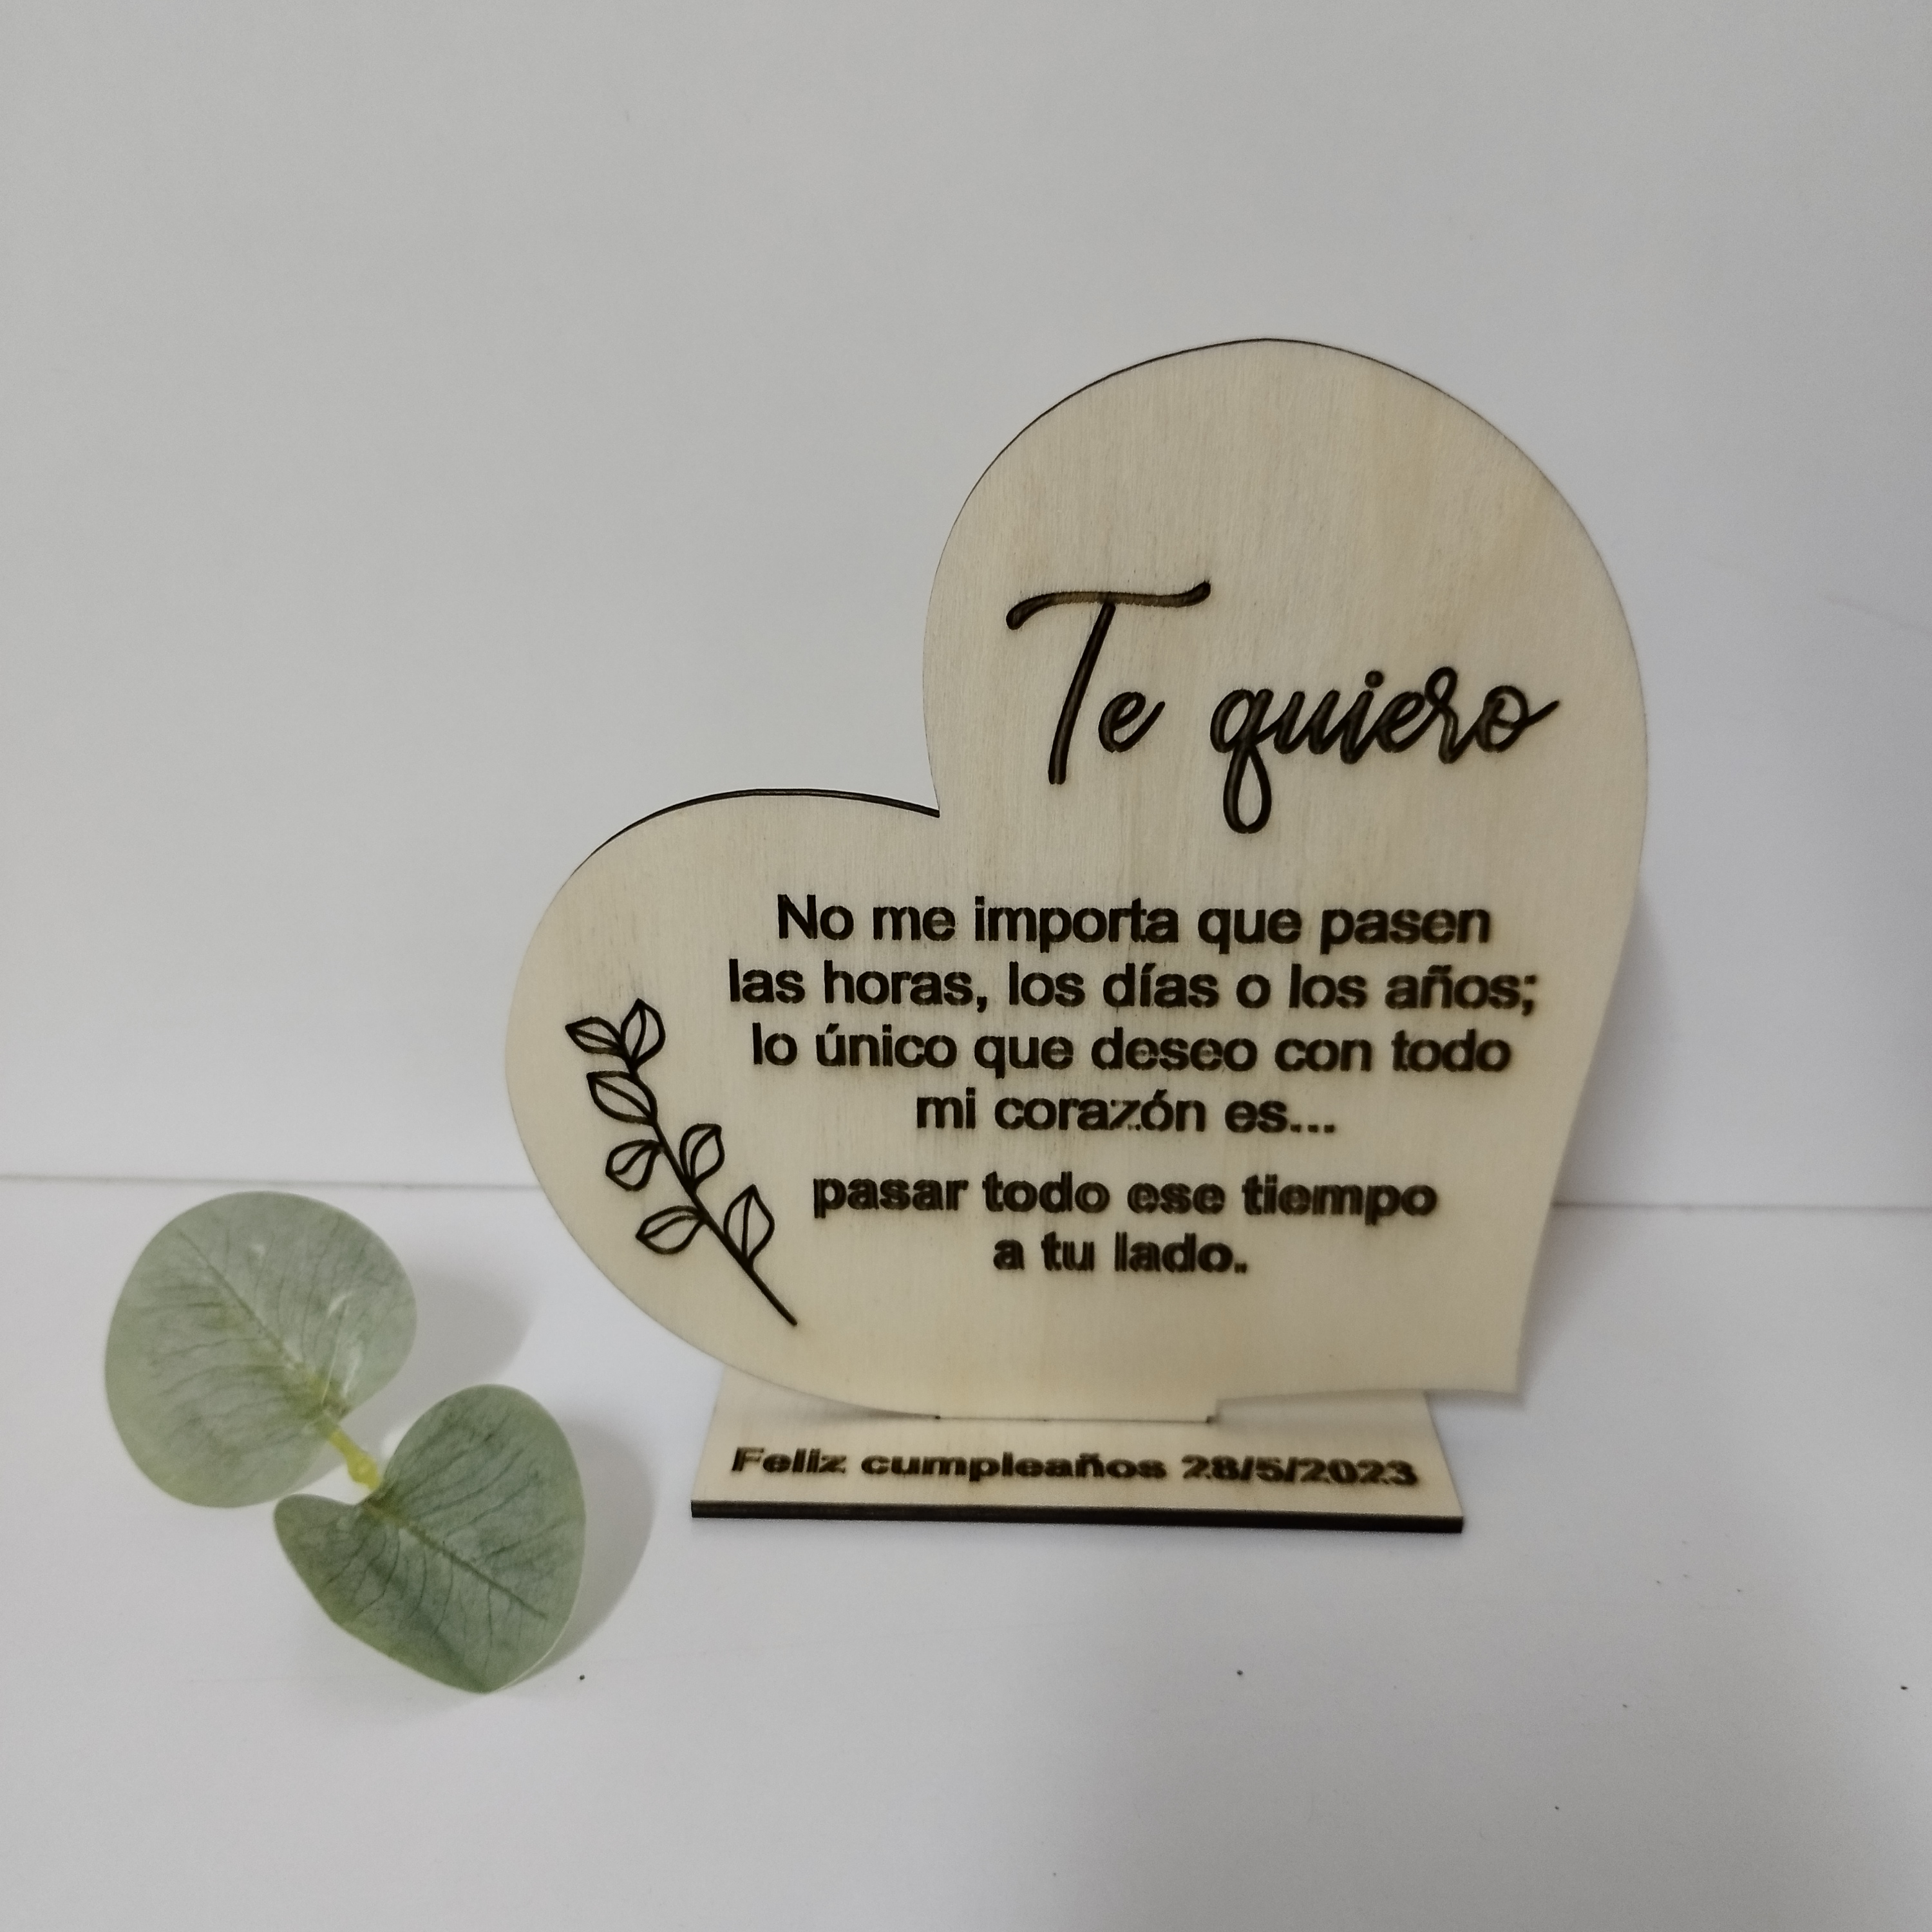 Te quiero
No me importa que pasen
las horas, los días o los años;
lo único que deseo con todo
mi corazón es...
pasar todo ese tiempo
a tu lado.
Feliz cumpleaños 28/5/2023